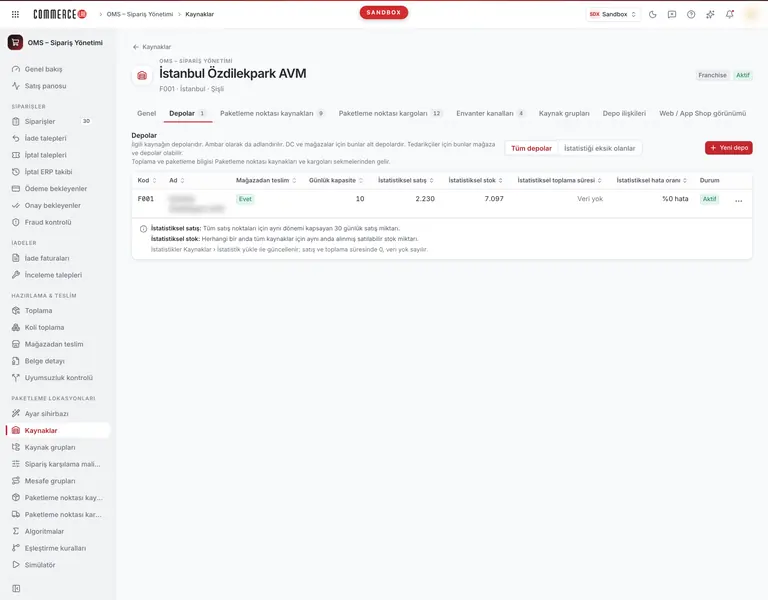 COMMERCE
OMS – Sipariş Yönetimi
Kaynaklar
SANDBOX
SDX Sandbox
OMS – Sipariş Yönetimi
Genel bakış
Satış panosu
SİPARİŞLER
Siparişler 30
İade talepleri
İptal talepleri
İptal ERP takibi
Ödeme bekleyenler
Onay bekleyenler
Fraud kontrolü
İADELER
İade faturaları
İnceleme talepleri
HAZIRLAMA & TESLİM
Toplama
Koli toplama
Mağazadan teslim
Belge detayı
Uyumsuzluk kontrolü
PAKETLEME LOKASYONLARI
Ayar sihirbazı
Kaynaklar
Kaynak grupları
Sipariş karşılama mali...
Mesafe grupları
Paketleme noktası kay...
Paketleme noktası kar...
Algoritmalar
Eşleştirme kuralları
Simülatör
← Kaynaklar
OMS – SİPARİŞ YÖNETİMİ
İstanbul Özdilekpark AVM
F001 · İstanbul · Şişli
Franchise
Aktif
Genel
Depolar 1
Paketleme noktası kaynakları 9
Paketleme noktası kargoları 12
Envanter kanalları 4
Kaynak grupları
Depo ilişkileri
Web / App Shop görünümü
Depolar
İlgili kaynağın depolarıdır. Ambar olarak da adlandırılır. DC ve mağazalar için bunlar alt depolardır. Tedarikçiler için bunlar mağaza
ve depolar olabilir.
Toplama ve paketleme bilgisi Paketleme noktası kaynakları ve kargoları sekmelerinden gelir.
Tüm depolar
İstatistiği eksik olanlar
+ Yeni depo
Kod Ad Mağazadan teslim Günlük kapasite İstatistiksel satış İstatistiksel stok İstatistiksel toplama süresi İstatistiksel hata oranı Durum
F001 Evet 10 2.230 7.097 Veri yok %0 hata Aktif ...
İstatistiksel satış: Tüm satış noktaları için aynı dönemi kapsayan 30 günlük satış miktarı.
İstatistiksel stok: Herhangi bir anda tüm kaynaklar için aynı anda alınmış satılabilir stok miktarı.
İstatistikler Kaynaklar › İstatistik yükle ile güncellenir; satış ve toplama süresinde 0, veri yok sayılır.